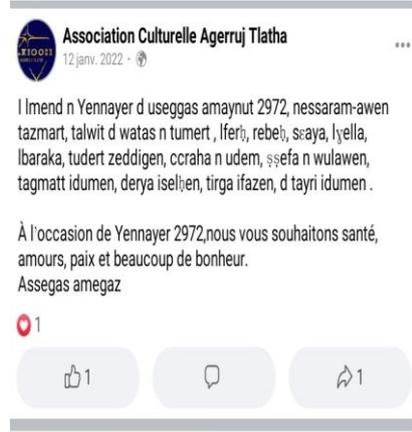 Association Culturelle Agerruj Tlatha
12 janv. 2022 ·
I lmend n Yennayer d useggas amaynut 2972, nessaram-awen
tazmart, talwit d watas n tumert , lferḥ, rebeḥ, sɛaya, lɣella,
lbaraka, tudert zeddigen, ccraha n udem, ṣṣefa n wulawen,
tagmatt idumen, derya iselḥen, tirga ifazen, d tayri idumen .
À l'occasion de Yennayer 2972,nous vous souhaitons santé,
amours, paix et beaucoup de bonheur.
Assegas amegaz
1
1
1